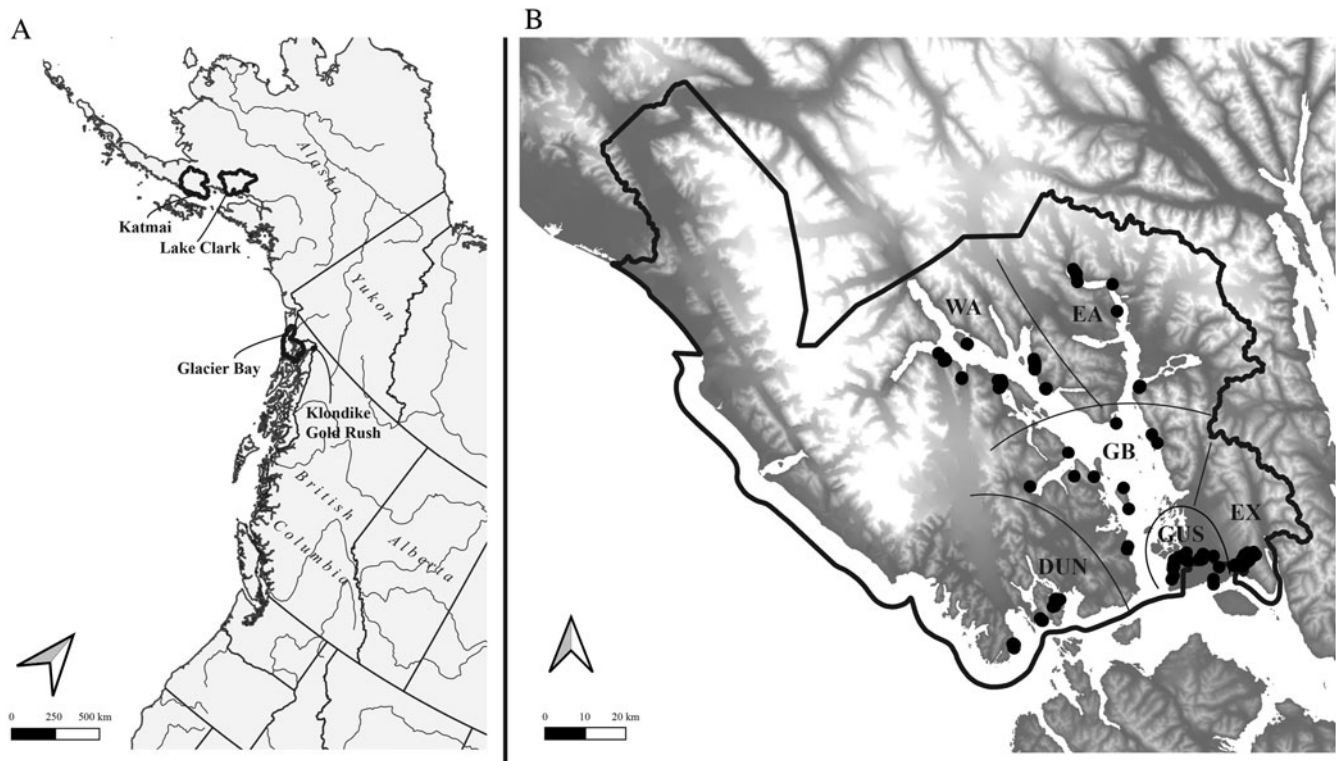 A
Alaska
Katmai
Lake Clark
Yukon
Glacier Bay
Klondike
Gold Rush
British
Columbia
Alberta
0 250 500 km
B
WA
EA
GB
EX
GUS
DUN
0 10 20 km